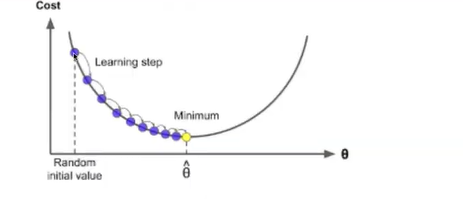 Cost
Learning step
Minimum
θ
Random
initial value
θ̂